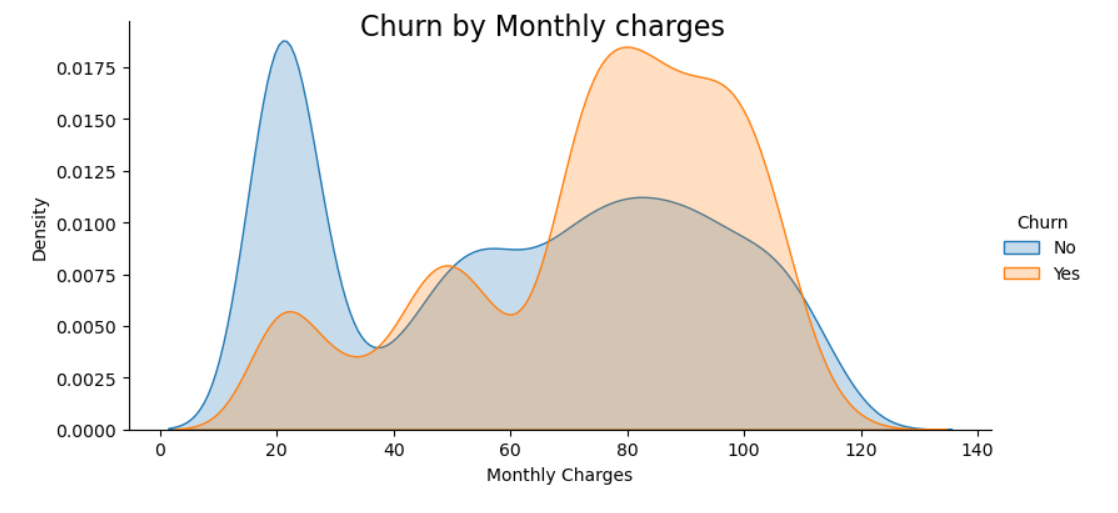 Churn by Monthly charges
0.0175
0.0150
0.0125
0.0100
0.0075
0.0050
0.0025
0.0000
Density
0 20 40 60 80 100 120 140
Monthly Charges
Churn
No
Yes